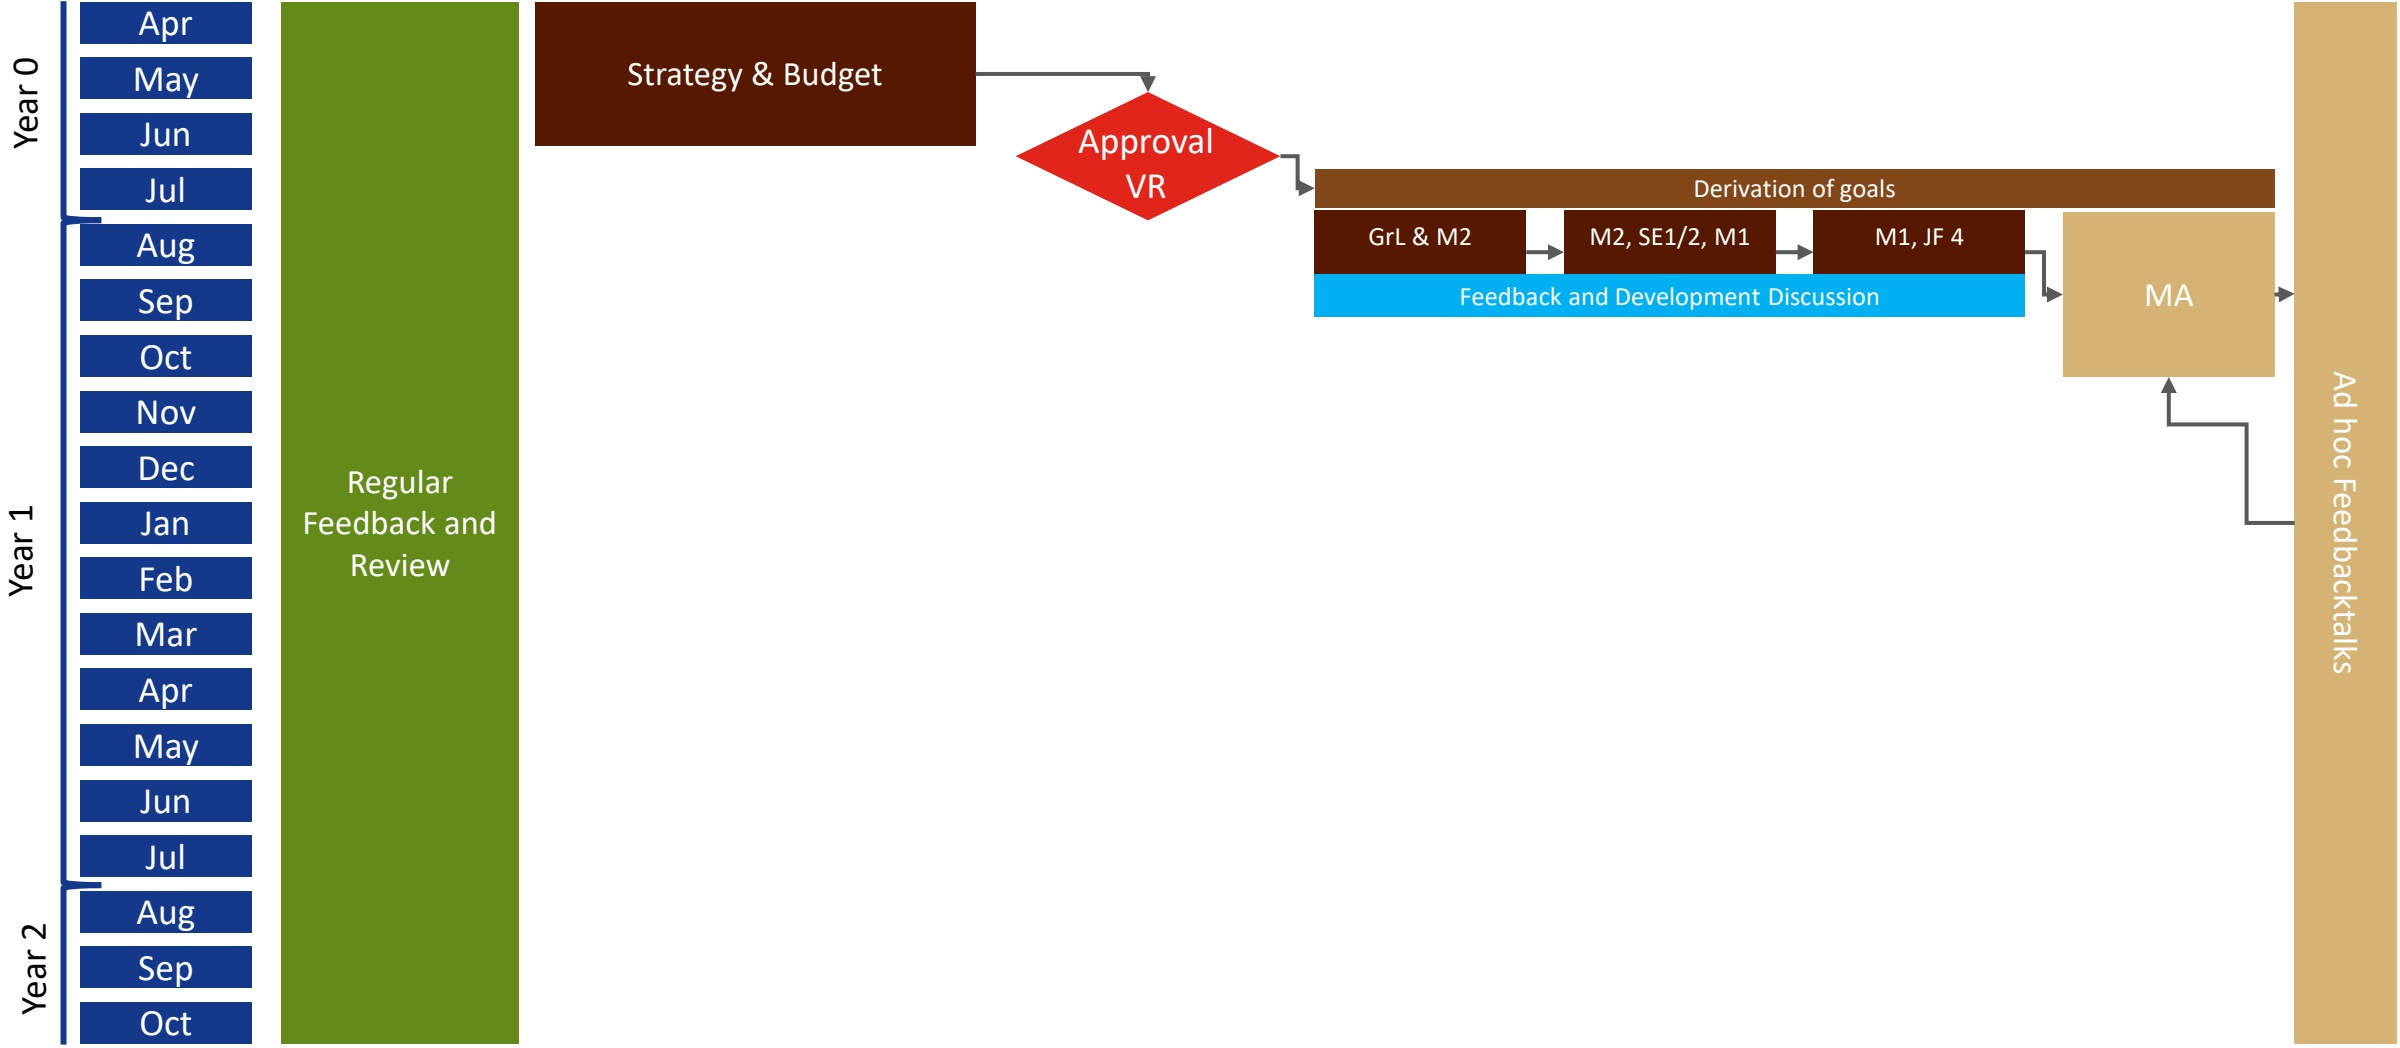 Year 0
Year 1
Year 2
Apr
May
Jun
Jul
Aug
Sep
Oct
Nov
Dec
Jan
Feb
Mar
Apr
May
Jun
Jul
Aug
Sep
Oct
Regular
Feedback and
Review
Strategy & Budget
Approval
VR
Derivation of goals
GrL & M2
M2, SE1/2, M1
M1, JF 4
Feedback and Development Discussion
MA
Ad hoc Feedbacktalks